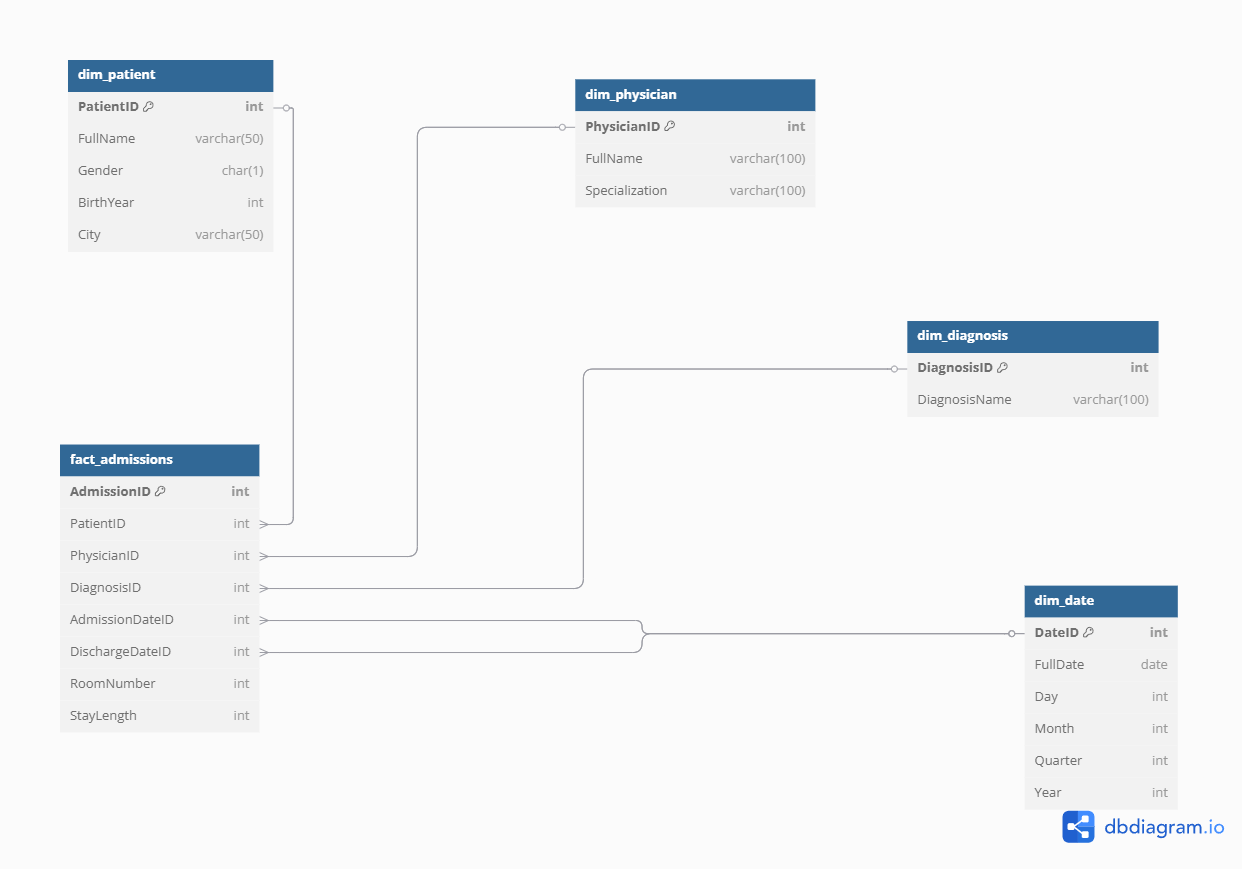 dim_patient
PatientID int
FullName varchar(50)
Gender char(1)
BirthYear int
City varchar(50)
dim_physician
PhysicianID int
FullName varchar(100)
Specialization varchar(100)
dim_diagnosis
DiagnosisID int
DiagnosisName varchar(100)
fact_admissions
AdmissionID int
PatientID int
PhysicianID int
DiagnosisID int
AdmissionDateID int
DischargeDateID int
RoomNumber int
StayLength int
dim_date
DateID int
FullDate date
Day int
Month int
Quarter int
Year int
dbdiagram.io